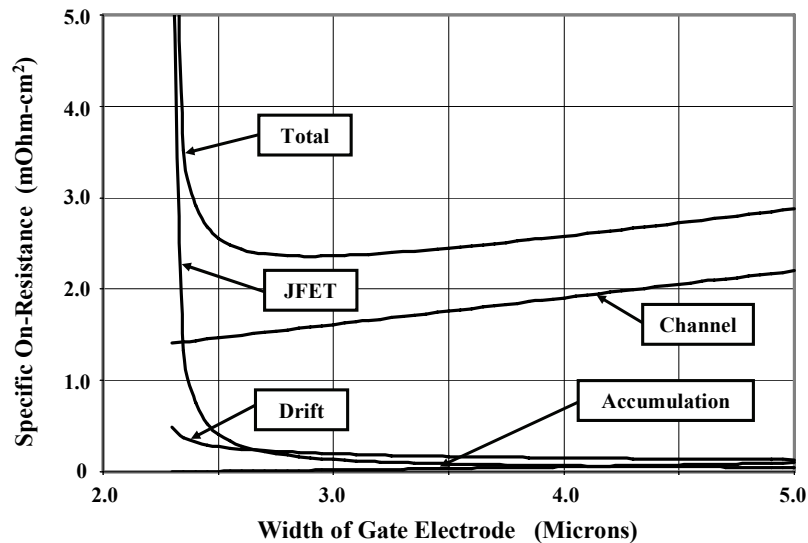 5.0
4.0
3.0
2.0
1.0
0
Specific On-Resistance (mOhm-cm²)
Total
JFET
Channel
Drift
Accumulation
2.0 3.0 4.0 5.0
Width of Gate Electrode (Microns)